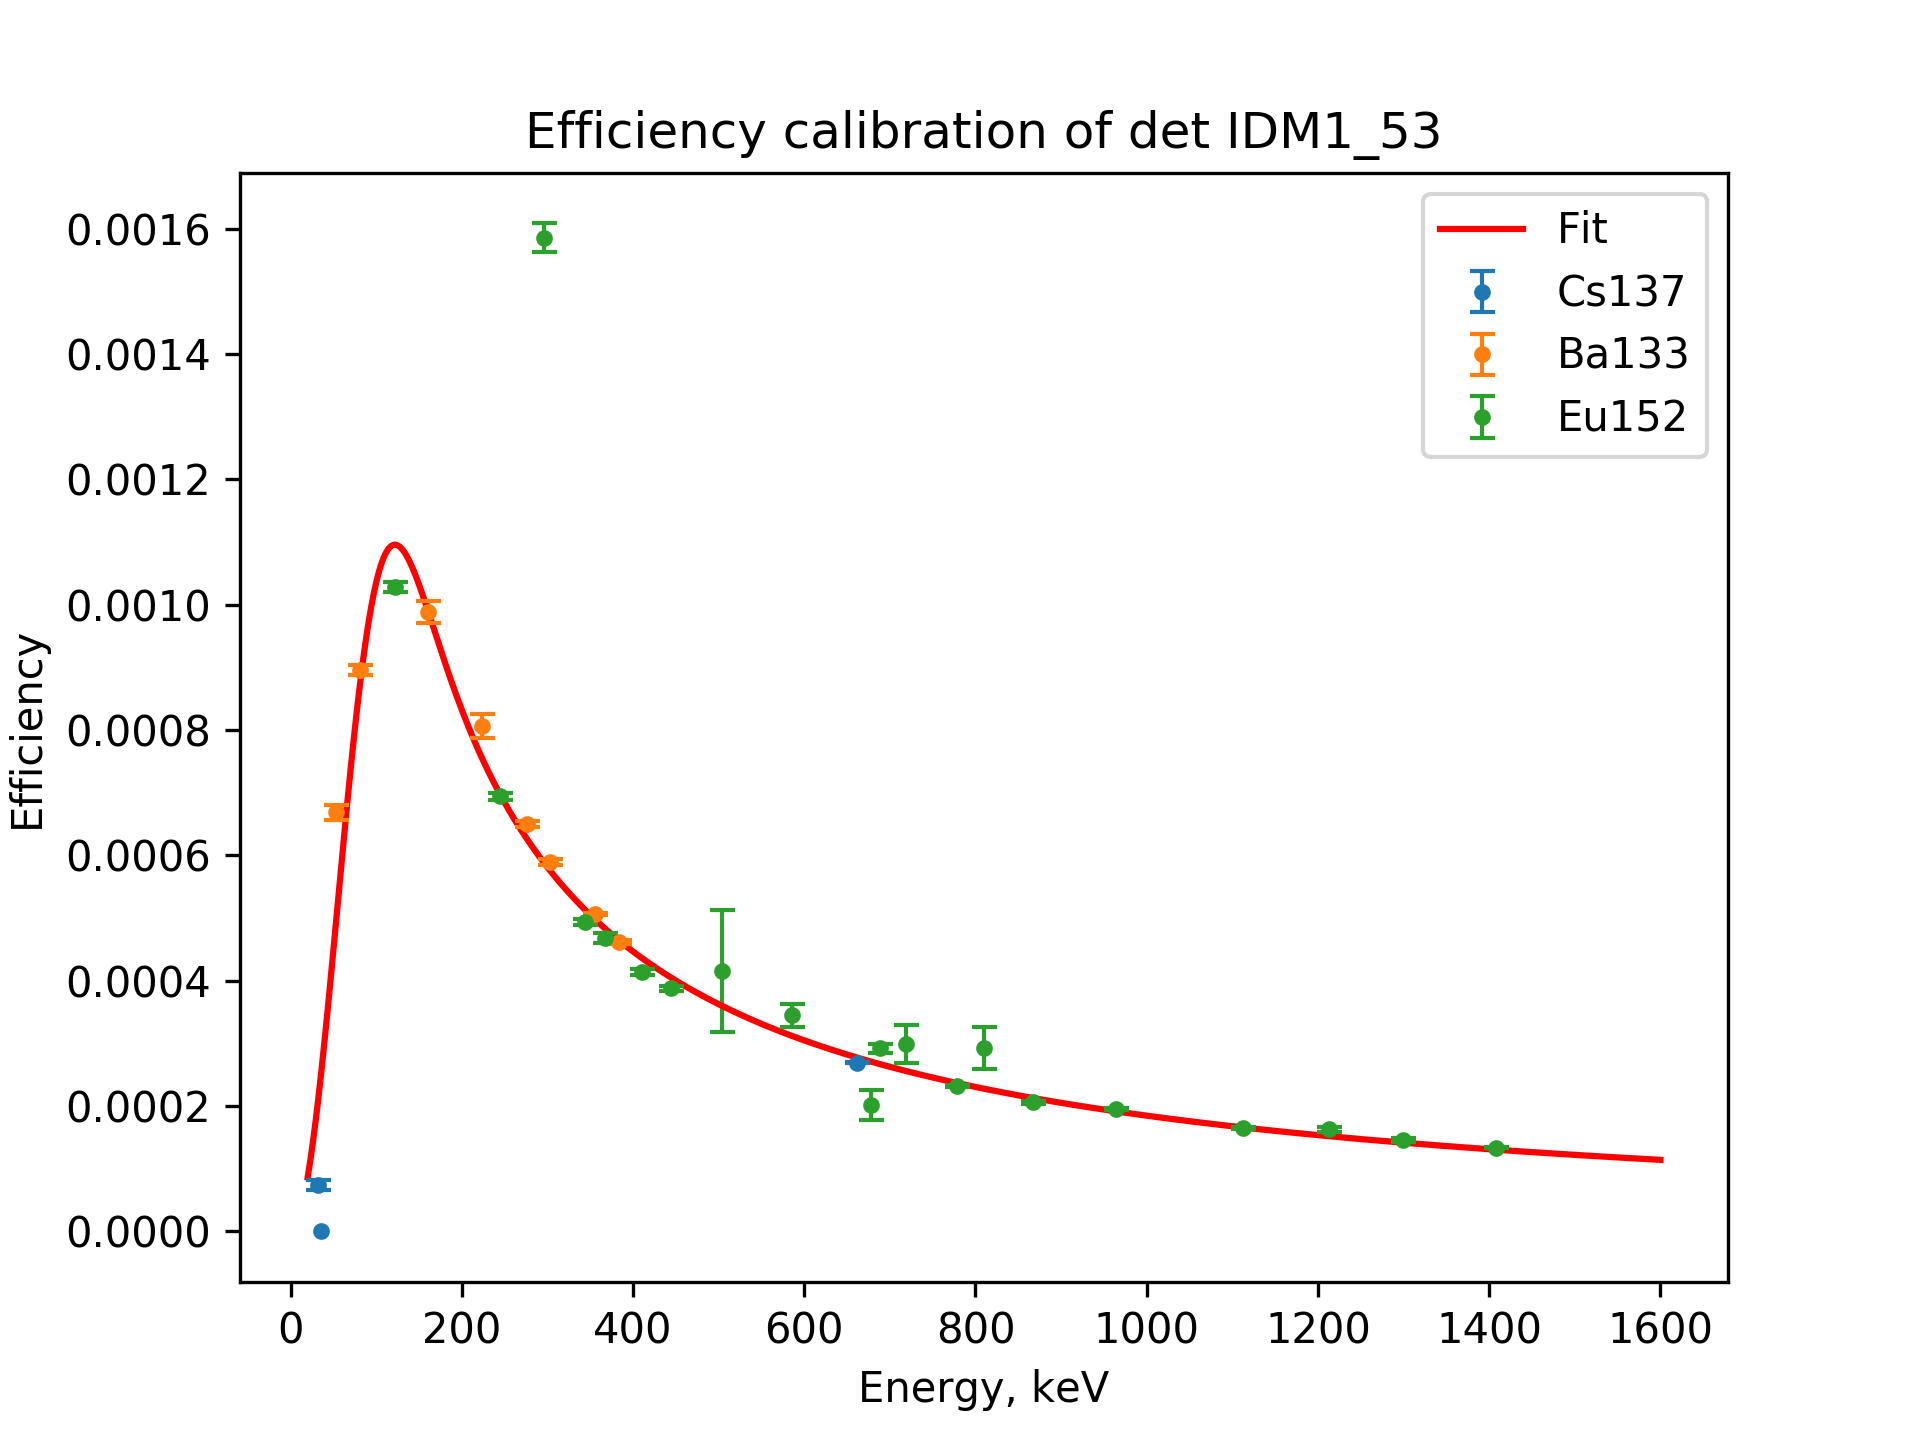 Efficiency calibration of det IDM1_53
Fit
Cs137
Ba133
Eu152
Efficiency
0.0016
0.0014
0.0012
0.0010
0.0008
0.0006
0.0004
0.0002
0.0000
0 200 400 600 800 1000 1200 1400 1600
Energy, keV